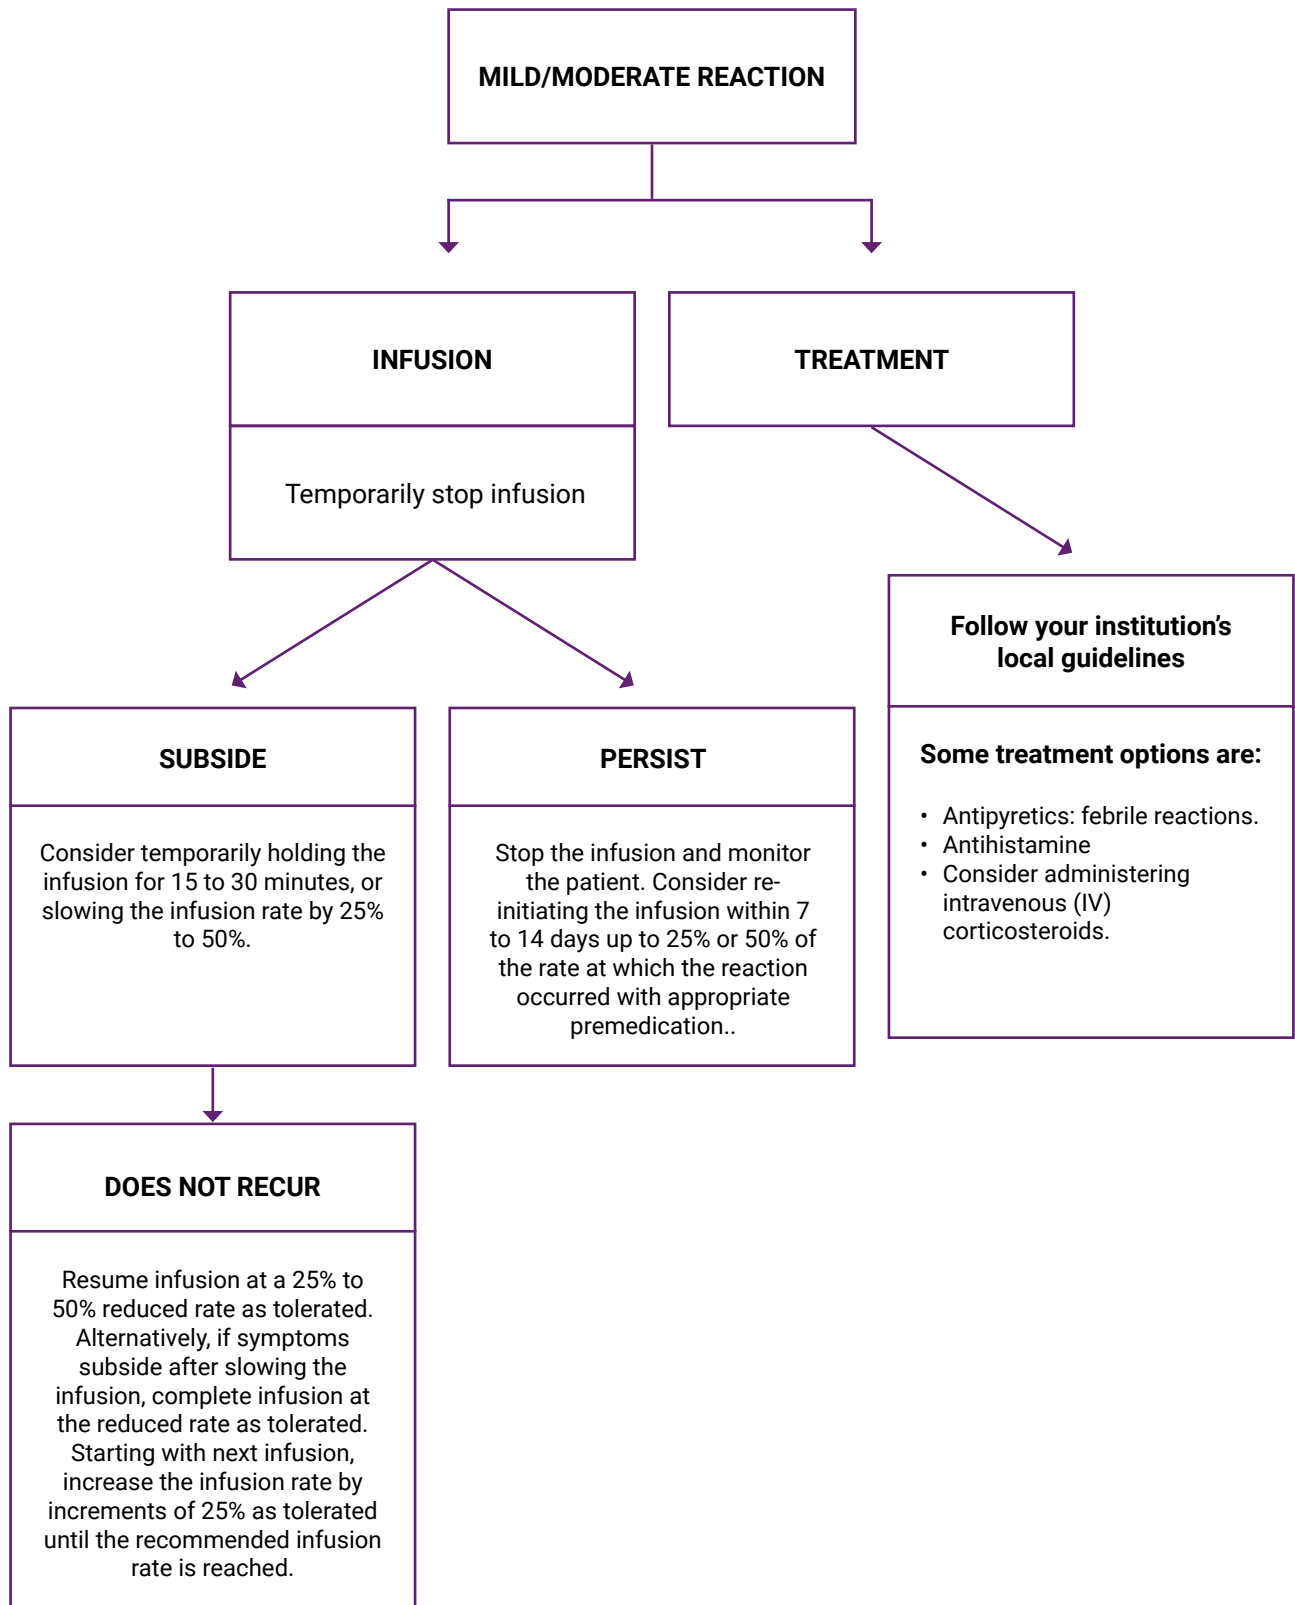 MILD/MODERATE REACTION
INFUSION
Temporarily stop infusion
TREATMENT
SUBSIDE
Consider temporarily holding the
infusion for 15 to 30 minutes, or
slowing the infusion rate by 25%
to 50%.
PERSIST
Stop the infusion and monitor
the patient. Consider re-
initiating the infusion within 7
to 14 days up to 25% or 50% of
the rate at which the reaction
occurred with appropriate
premedication..
Follow your institution’s
local guidelines
Some treatment options are:
• Antipyretics: febrile reactions.
• Antihistamine
• Consider administering
intravenous (IV)
corticosteroids.
DOES NOT RECUR
Resume infusion at a 25% to
50% reduced rate as tolerated.
Alternatively, if symptoms
subside after slowing the
infusion, complete infusion at
the reduced rate as tolerated.
Starting with next infusion,
increase the infusion rate by
increments of 25% as tolerated
until the recommended infusion
rate is reached.